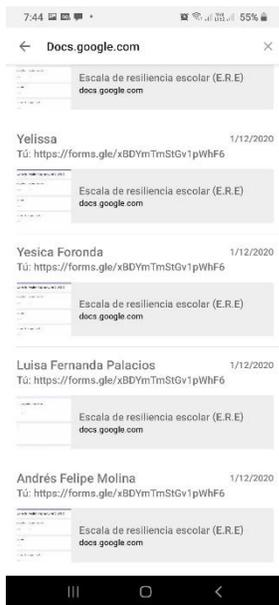 7:44 55%
Docs.google.com
Escala de resiliencia escolar (E.R.E)
docs.google.com
Yelissa 1/12/2020
Tú: https://forms.gle/xBDYmTmStGv1pWhF6
Escala de resiliencia escolar (E.R.E)
docs.google.com
Yesica Foronda 1/12/2020
Tú: https://forms.gle/xBDYmTmStGv1pWhF6
Escala de resiliencia escolar (E.R.E)
docs.google.com
Luisa Fernanda Palacios 1/12/2020
Tú: https://forms.gle/xBDYmTmStGv1pWhF6
Escala de resiliencia escolar (E.R.E)
docs.google.com
Andrés Felipe Molina 1/12/2020
Tú: https://forms.gle/xBDYmTmStGv1pWhF6
Escala de resiliencia escolar (E.R.E)
docs.google.com